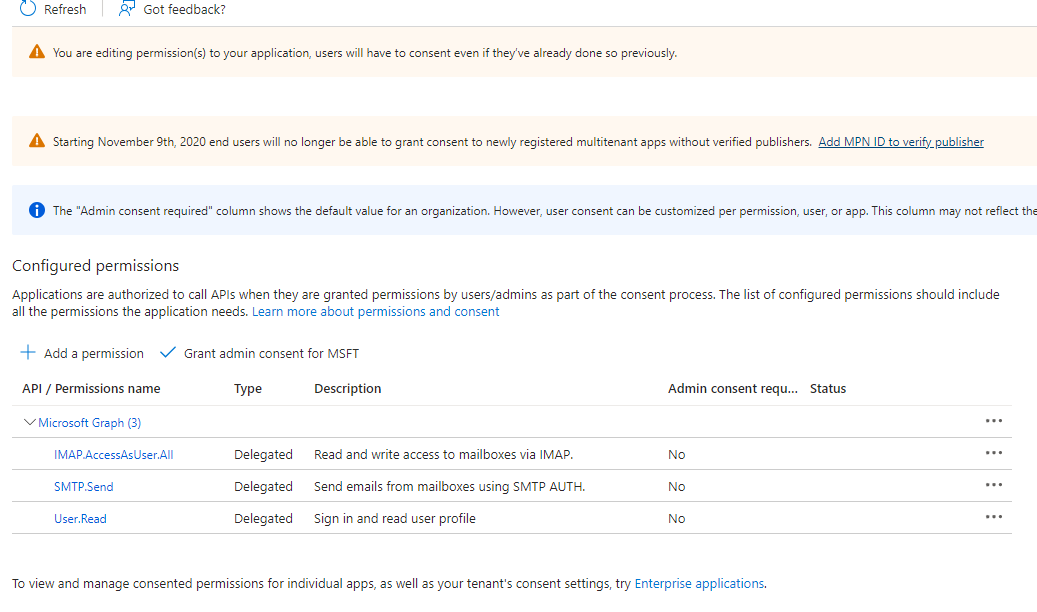 Refresh Got feedback?
You are editing permission(s) to your application, users will have to consent even if they've already done so previously.
Starting November 9th, 2020 end users will no longer be able to grant consent to newly registered multitenant apps without verified publishers. Add MPN ID to verify publisher
The "Admin consent required" column shows the default value for an organization. However, user consent can be customized per permission, user, or app. This column may not reflect the
Configured permissions
Applications are authorized to call APIs when they are granted permissions by users/admins as part of the consent process. The list of configured permissions should include
all the permissions the application needs. Learn more about permissions and consent
Add a permission Grant admin consent for MSFT
API / Permissions name Type Description Admin consent requ... Status
Microsoft Graph (3)
IMAP.AccessAsUser.All Delegated Read and write access to mailboxes via IMAP. No
SMTP.Send Delegated Send emails from mailboxes using SMTP AUTH. No
User.Read Delegated Sign in and read user profile No
To view and manage consented permissions for individual apps, as well as your tenant's consent settings, try Enterprise applications.